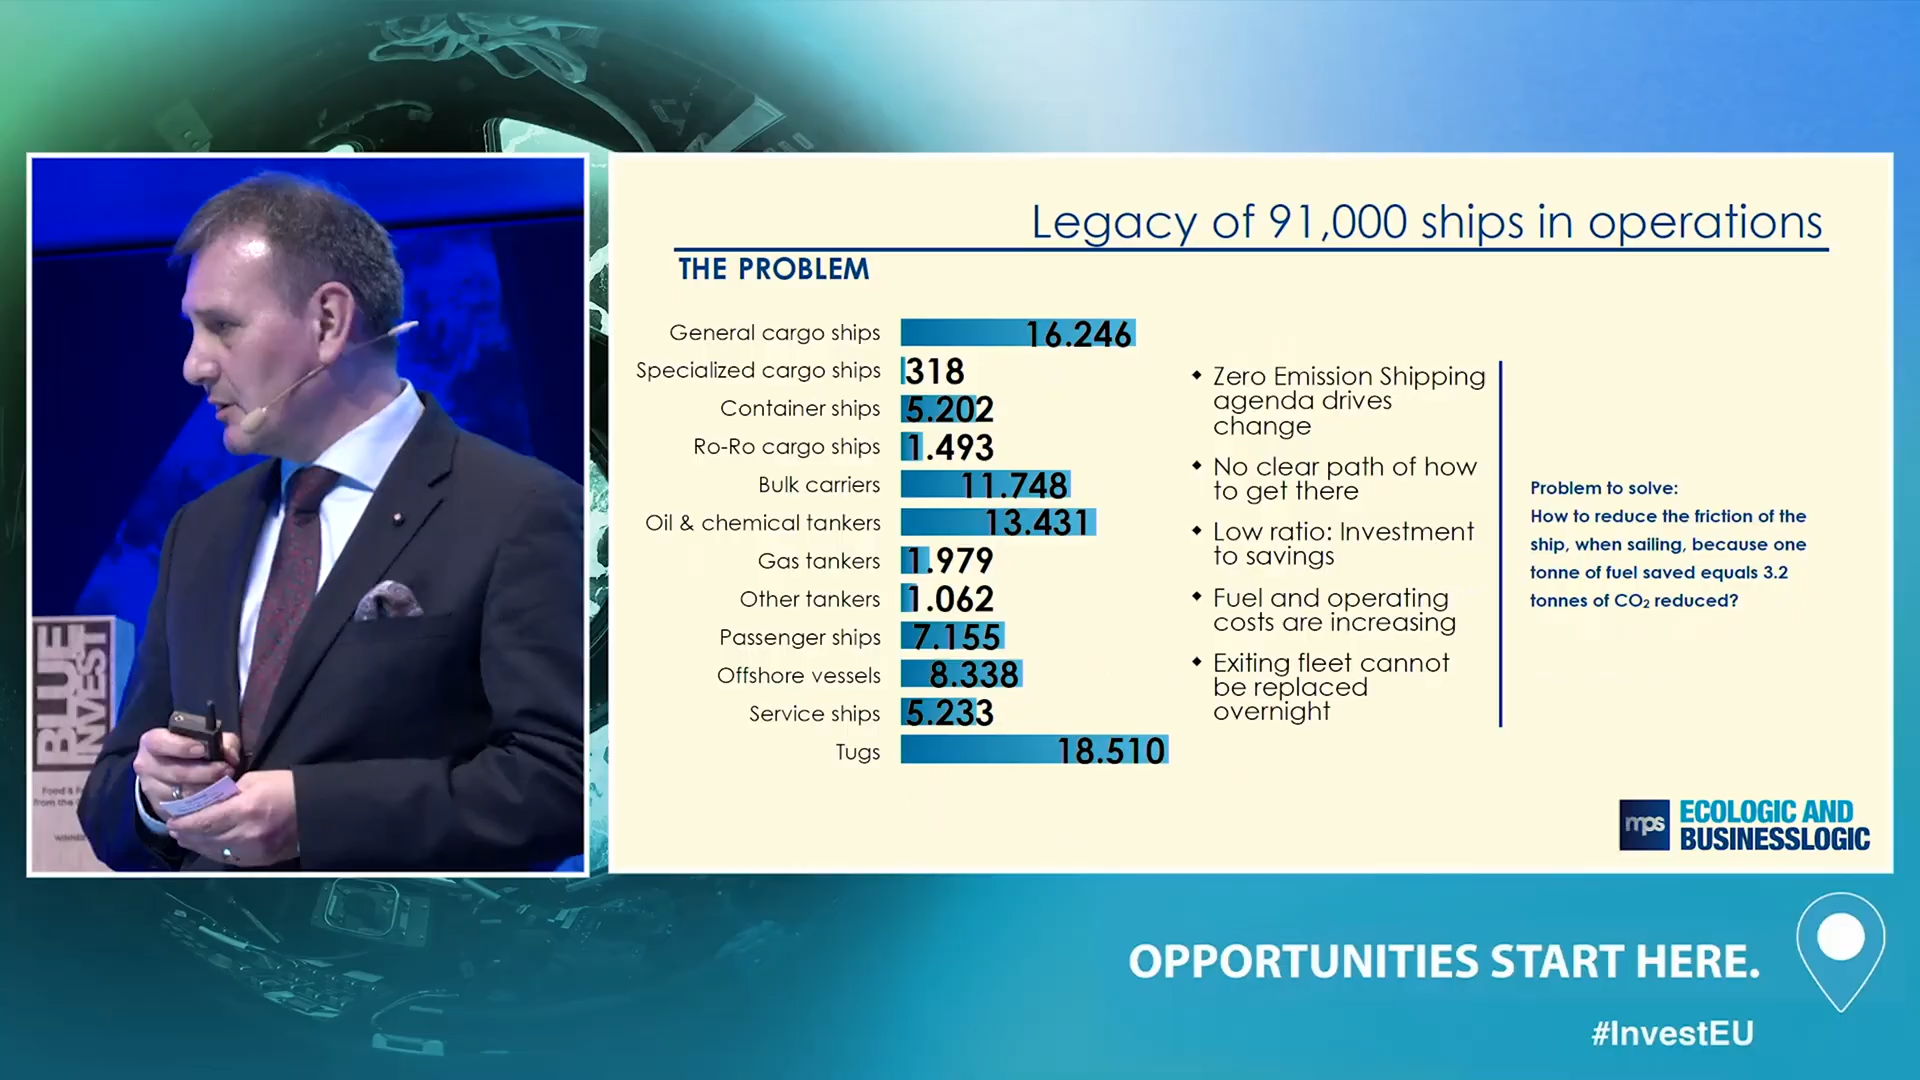 Legacy of 91,000 ships in operations
THE PROBLEM
General cargo ships 16.246
Specialized cargo ships 318
Container ships 5.202
Ro-Ro cargo ships 1.493
Bulk carriers 11.748
Oil & chemical tankers 13.431
Gas tankers 1.979
Other tankers 1.062
Passenger ships 7.155
Offshore vessels 8.338
Service ships 5.233
Tugs 18.510
Zero Emission Shipping
agenda drives
change
No clear path of how
to get there
Low ratio: Investment
to savings
Fuel and operating
costs are increasing
Exiting fleet cannot
be replaced
overnight
Problem to solve:
How to reduce the friction of the
ship, when sailing, because one
tonne of fuel saved equals 3.2
tonnes of CO₂ reduced?
mps
ECOLOGIC AND
BUSINESSLOGIC
BLUE
INVEST
OPPORTUNITIES START HERE.
#InvestEU